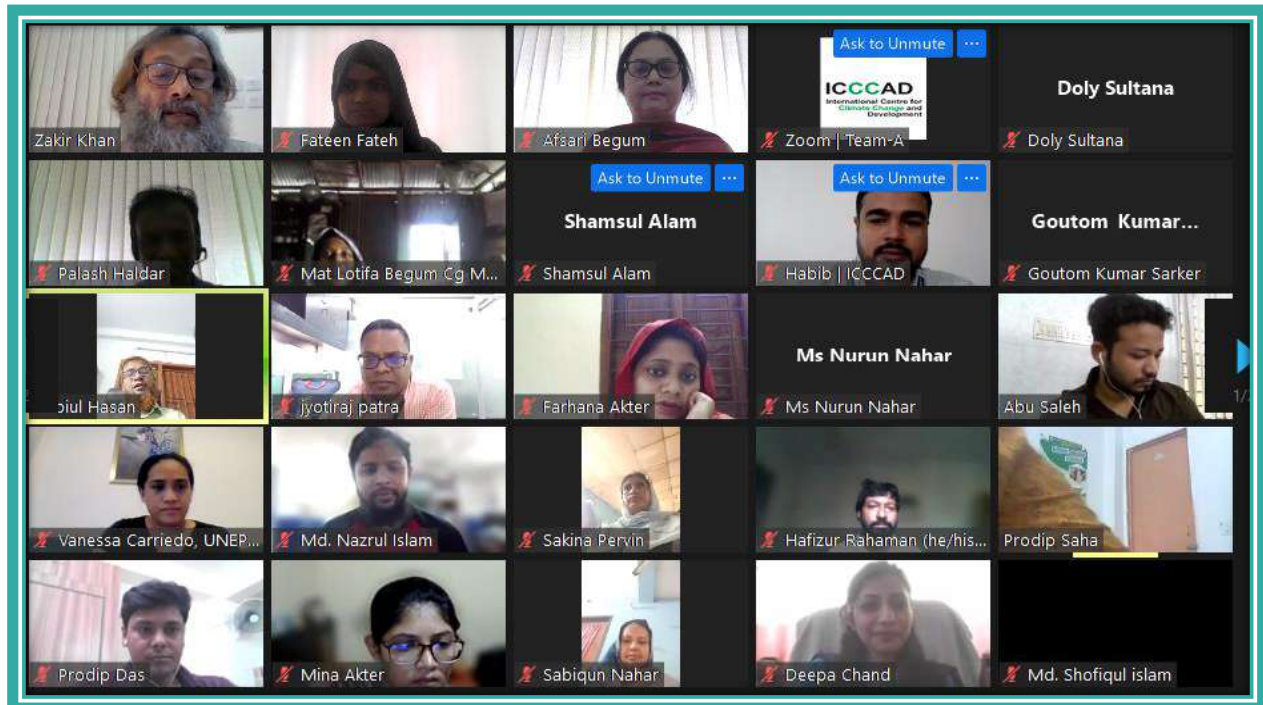 Zakir Khan
Fateen Fateh
Afsari Begum
Ask to Unmute ...
ICCCAD
International Centre for
Climate Change and
Development
Zoom | Team-A
Doly Sultana
Doly Sultana
Palash Haldar
Mat Lotifa Begum Cg M...
Ask to Unmute ...
Shamsul Alam
Shamsul Alam
Ask to Unmute ...
Habib | ICCCAD
Goutom Kumar...
Goutom Kumar Sarker
Hasan
jyotiraj patra
Farhana Akter
Ms Nurun Nahar
Ms Nurun Nahar
Abu Saleh
Vanessa Carriedo, UNEP...
Md. Nazrul Islam
Sakina Pervin
Hafizur Rahaman (he/his...
Prodip Saha
Prodip Das
Mina Akter
Sabiqun Nahar
Deepa Chand
Md. Shofiqul islam